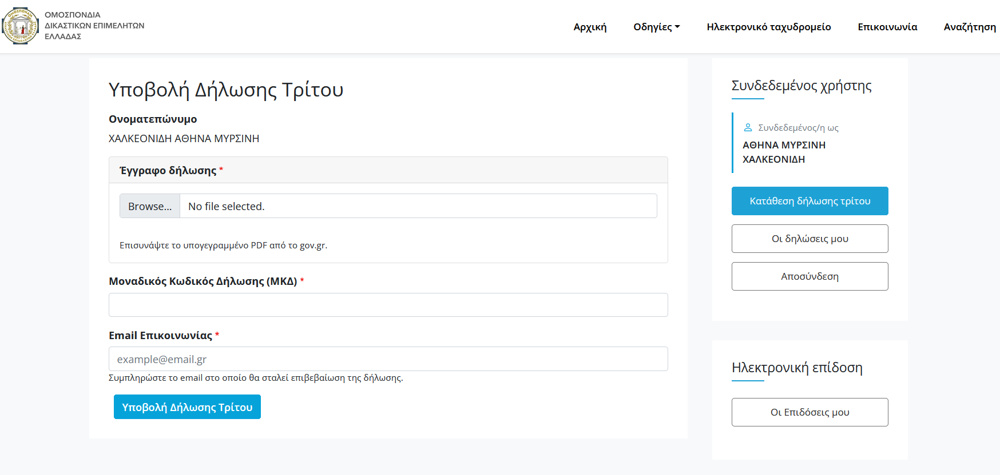 ΟΜΟΣΠΟΝΔΙΑ
ΔΙΚΑΣΤΙΚΩΝ ΕΠΙΜΕΛΗΤΩΝ
ΕΛΛΑΔΑΣ
Αρχική
Οδηγίες
Ηλεκτρονικό ταχυδρομείο
Επικοινωνία
Αναζήτηση
Υποβολή Δήλωσης Τρίτου
Ονοματεπώνυμο
ΧΑΛΚΕΟΝΙΔΗ ΑΘΗΝΑ ΜΥΡΣΙΝΗ
Έγγραφο δήλωσης *
Browse... No file selected.
Επισυνάψτε το υπογεγραμμένο PDF από το gov.gr.
Μοναδικός Κωδικός Δήλωσης (ΜΚΔ) *
Email Επικοινωνίας *
example@email.gr
Συμπληρώστε το email στο οποίο θα σταλεί επιβεβαίωση της δήλωσης.
Υποβολή Δήλωσης Τρίτου
Συνδεδεμένος χρήστης
Συνδεδεμένος/η ως
ΑΘΗΝΑ ΜΥΡΣΙΝΗ
ΧΑΛΚΕΟΝΙΔΗ
Κατάθεση δήλωσης τρίτου
Οι δηλώσεις μου
Αποσύνδεση
Ηλεκτρονική επίδοση
Οι Επιδόσεις μου